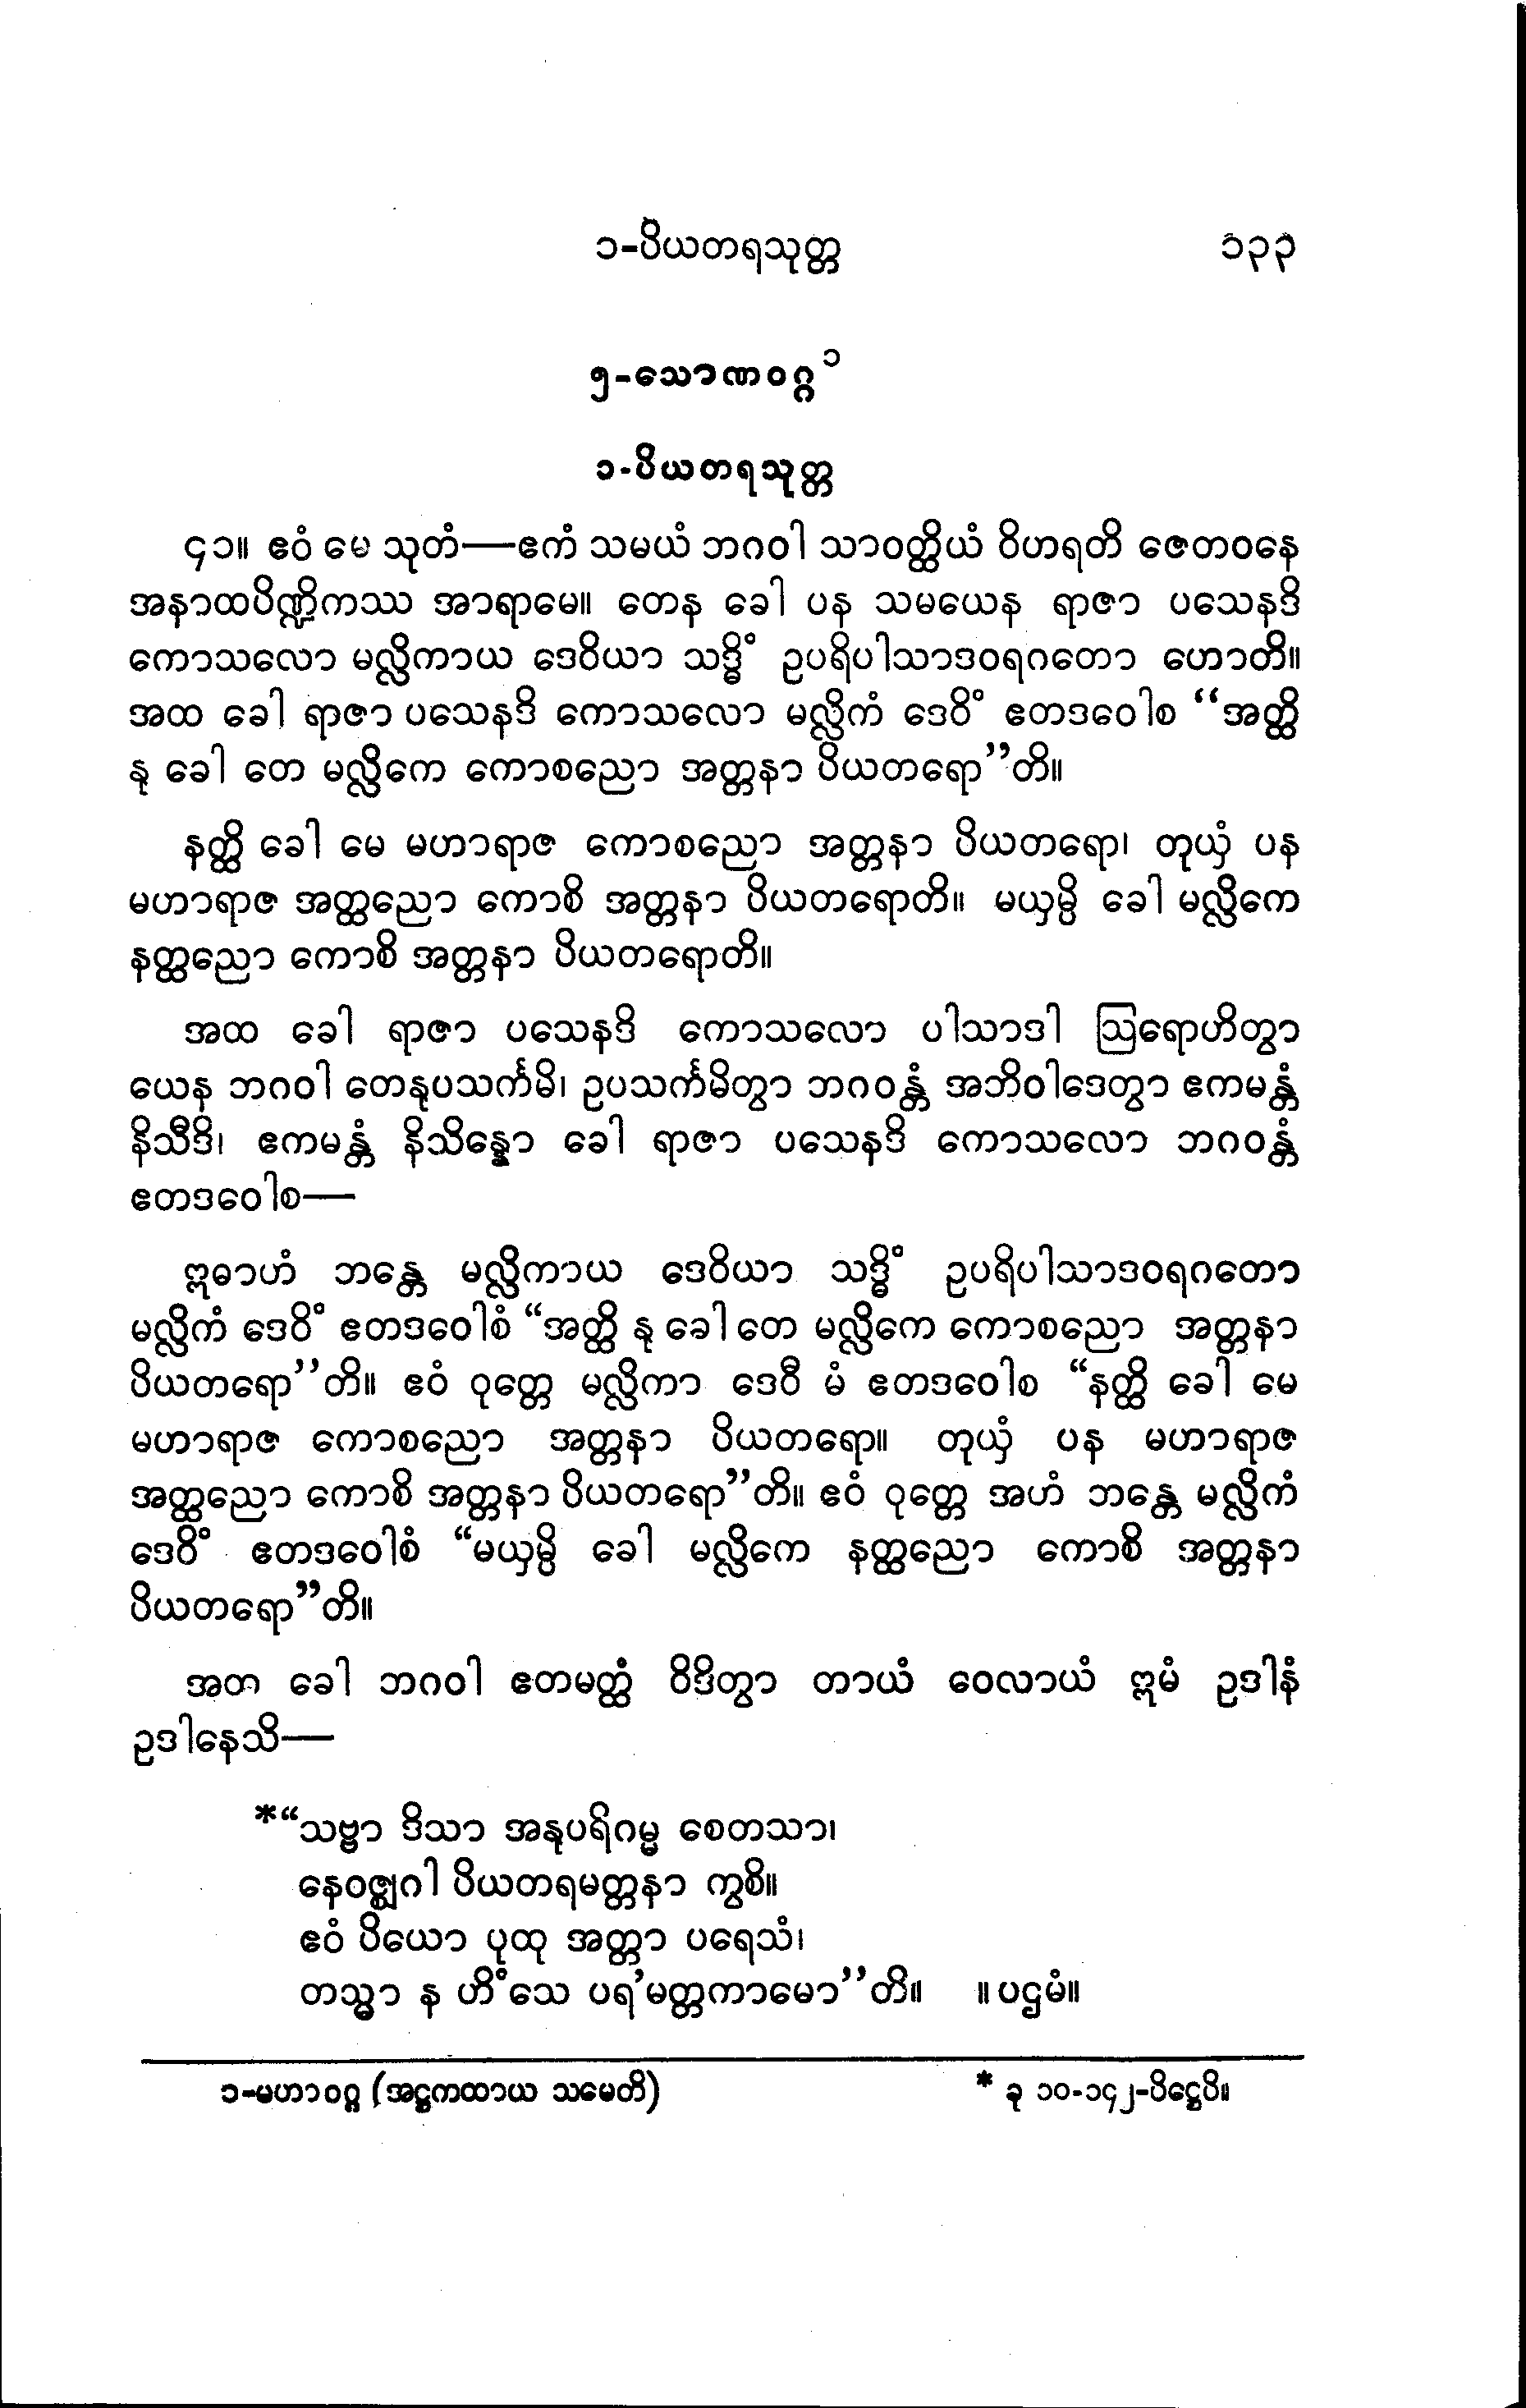 ၁-ပိယတရသုတ္တ ၁၃၃
၅-သောဏဝဂ္ဂ ၁
၁-ပိယတရသုတ္တ
၄၁။ ဧဝံ မေ သုတံ—ဧကံ သမယံ ဘဂဝါ သာဝတ္ထိယံ ဝိဟရတိ ဇေတဝနေ
အနာထပိဏ္ဍိကဿ အာရာမေ။ တေန ခေါ ပန သမယေန ရာဇာ ပသေနဒိ
ကောသလော မလ္လိကာယ ဒေဝိယာ သဒ္ဓိံ ဥပရိပါသာဒဝရဂတော ဟောတိ။
အထ ခေါ ရာဇာ ပသေနဒိ ကောသလော မလ္လိကံ ဒေဝိံ ဧတဒဝေါစ “အတ္ထိ
နု ခေါ တေ မလ္လိကေ ကောစညော အတ္တနာ ပိယတရော”တိ။
နတ္ထိ ခေါ မေ မဟာရာဇ ကောစညော အတ္တနာ ပိယတရော၊ တုယှံ ပန
မဟာရာဇ အတ္ထညော ကောစိ အတ္တနာ ပိယတရောတိ။ မယှမ္ပိ ခေါ မလ္လိကေ
နတ္ထညော ကောစိ အတ္တနာ ပိယတရောတိ။
အထ ခေါ ရာဇာ ပသေနဒိ ကောသလော ပါသာဒါ ဩရောဟိတွာ
ယေန ဘဂဝါ တေနုပသင်္ကမိ၊ ဥပသင်္ကမိတွာ ဘဂဝန္တံ အဘိဝါဒေတွာ ဧကမန္တံ
နိသီဒိ၊ ဧကမန္တံ နိသိန္နော ခေါ ရာဇာ ပသေနဒိ ကောသလော ဘဂဝန္တံ
ဧတဒဝေါစ—
ဣဓာဟံ ဘန္တေ မလ္လိကာယ ဒေဝိယာ သဒ္ဓိံ ဥပရိပါသာဒဝရဂတော
မလ္လိကံ ဒေဝိံ ဧတဒဝေါစံ “အတ္ထိ နု ခေါ တေ မလ္လိကေ ကောစညော အတ္တနာ
ပိယတရော”တိ။ ဧဝံ ဝုတ္တေ မလ္လိကာ ဒေဝီ မံ ဧတဒဝေါစ “နတ္ထိ ခေါ မေ
မဟာရာဇ ကောစညော အတ္တနာ ပိယတရော။ တုယှံ ပန မဟာရာဇ
အတ္ထညော ကောစိ အတ္တနာ ပိယတရော”တိ။ ဧဝံ ဝုတ္တေ အဟံ ဘန္တေ မလ္လိကံ
ဒေဝိံ ဧတဒဝေါစံ “မယှမ္ပိ ခေါ မလ္လိကေ နတ္ထညော ကောစိ အတ္တနာ
ပိယတရော”တိ။
အထ ခေါ ဘဂဝါ ဧတမတ္ထံ ဝိဒိတွာ တာယံ ဝေလာယံ ဣမံ ဥဒါနံ
ဥဒါနေသိ—
*“သဗ္ဗာ ဒိသာ အနုပရိဂမ္မ စေတသာ၊
နေဝဇ္ဈဂါ ပိယတရမတ္တနာ ကွစိ။
ဧဝံ ပိယော ပုထု အတ္တာ ပရေသံ၊
တသ္မာ န ဟိံသေ ပရ’မတ္တကာမော”တိ။ ။ပဌမံ။
၁-မဟာဝဂ္ဂ (အဋ္ဌကထာယ သမေတိ) * ခု ၁၀-၁၄၂-ပိဋ္ဌေပိ။